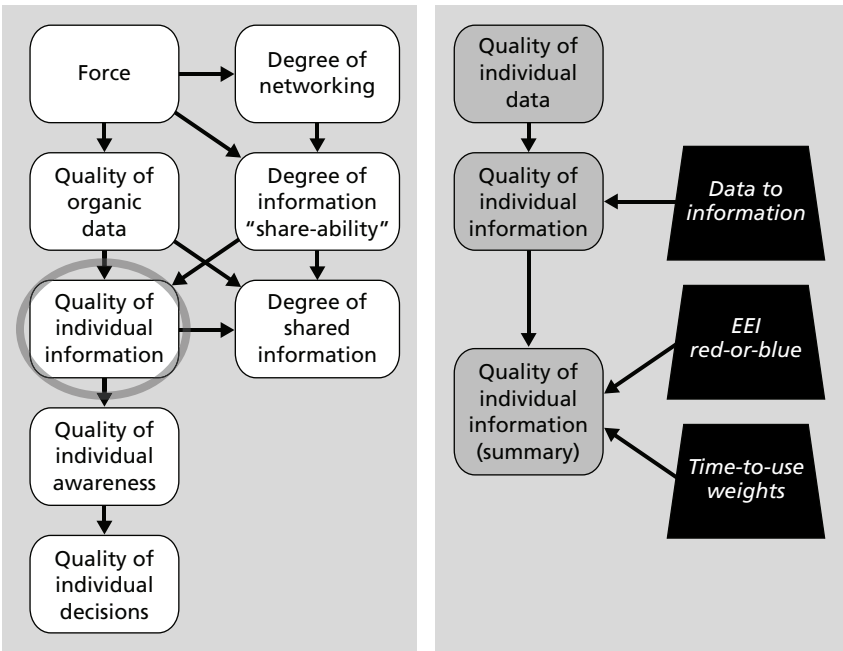 Force
Degree of
networking
Quality of
organic
data
Degree of
information
“share-ability”
Quality of
individual
information
Degree of
shared
information
Quality of
individual
awareness
Quality of
individual
decisions
Quality of
individual
data
Quality of
individual
information
Data to
information
EEI
red-or-blue
Quality of
individual
information
(summary)
Time-to-use
weights